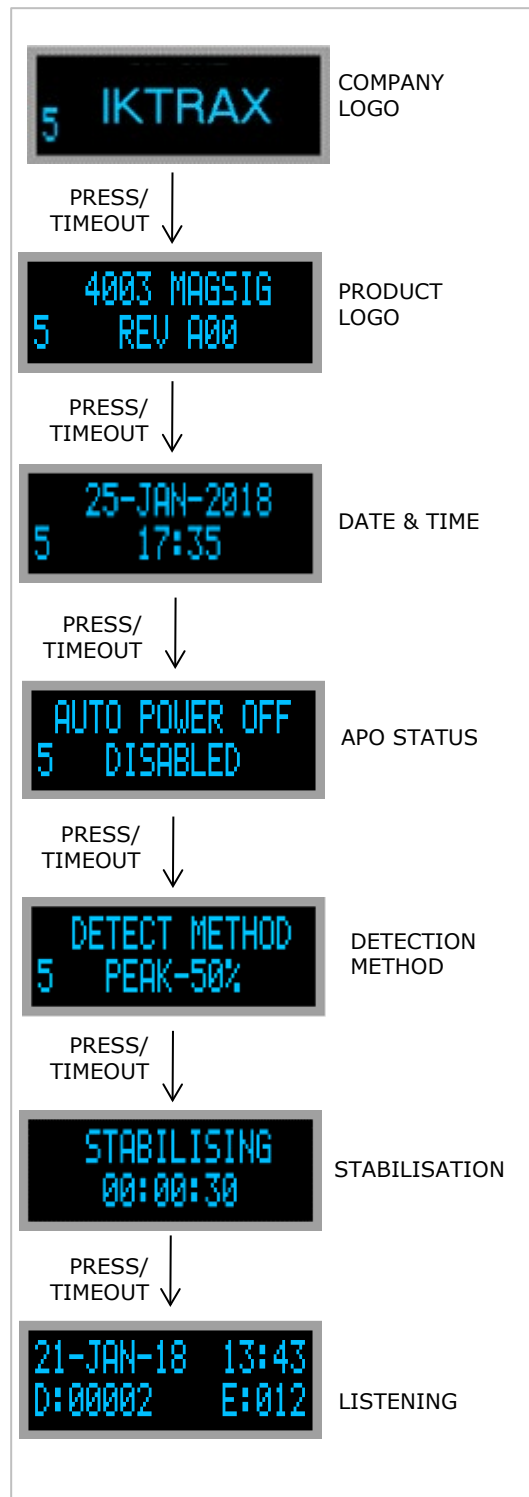 IKTRAX
5
COMPANY
LOGO
PRESS/
TIMEOUT
4003 MAGSIG
5 REV A00
PRODUCT
LOGO
PRESS/
TIMEOUT
25-JAN-2018
5 17:35
DATE & TIME
PRESS/
TIMEOUT
AUTO POWER OFF
5 DISABLED
APO STATUS
PRESS/
TIMEOUT
DETECT METHOD
5 PEAK-50%
DETECTION
METHOD
PRESS/
TIMEOUT
STABILISING
00:00:30
STABILISATION
PRESS/
TIMEOUT
21-JAN-18 13:43
D:00002 E:012
LISTENING